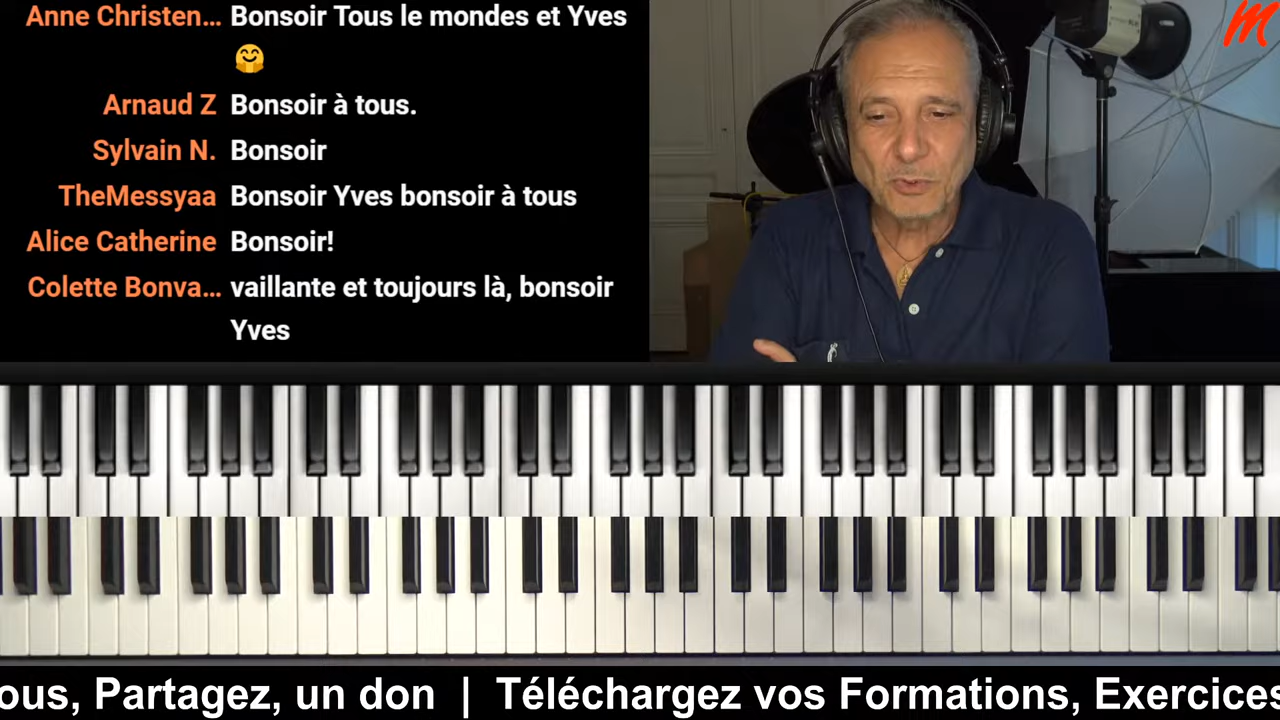 Anne Christen… Bonsoir Tous le mondes et Yves
🤗
Arnaud Z Bonsoir à tous.
Sylvain N. Bonsoir
TheMessyaa Bonsoir Yves bonsoir à tous
Alice Catherine Bonsoir!
Colette Bonva… vaillante et toujours là, bonsoir
Yves
M
ous, Partagez, un don | Téléchargez vos Formations, Exercices